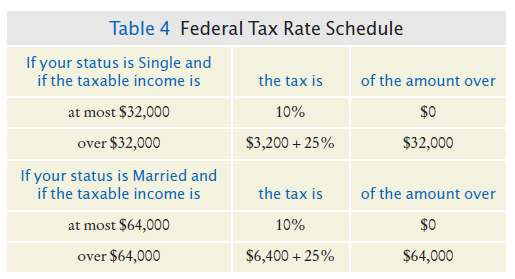 Table 4 Federal Tax Rate Schedule
If your status is Single and
if the taxable income is the tax is of the amount over
at most $32,000 10% $0
over $32,000 $3,200 + 25% $32,000
If your status is Married and
if the taxable income is the tax is of the amount over
at most $64,000 10% $0
over $64,000 $6,400 + 25% $64,000